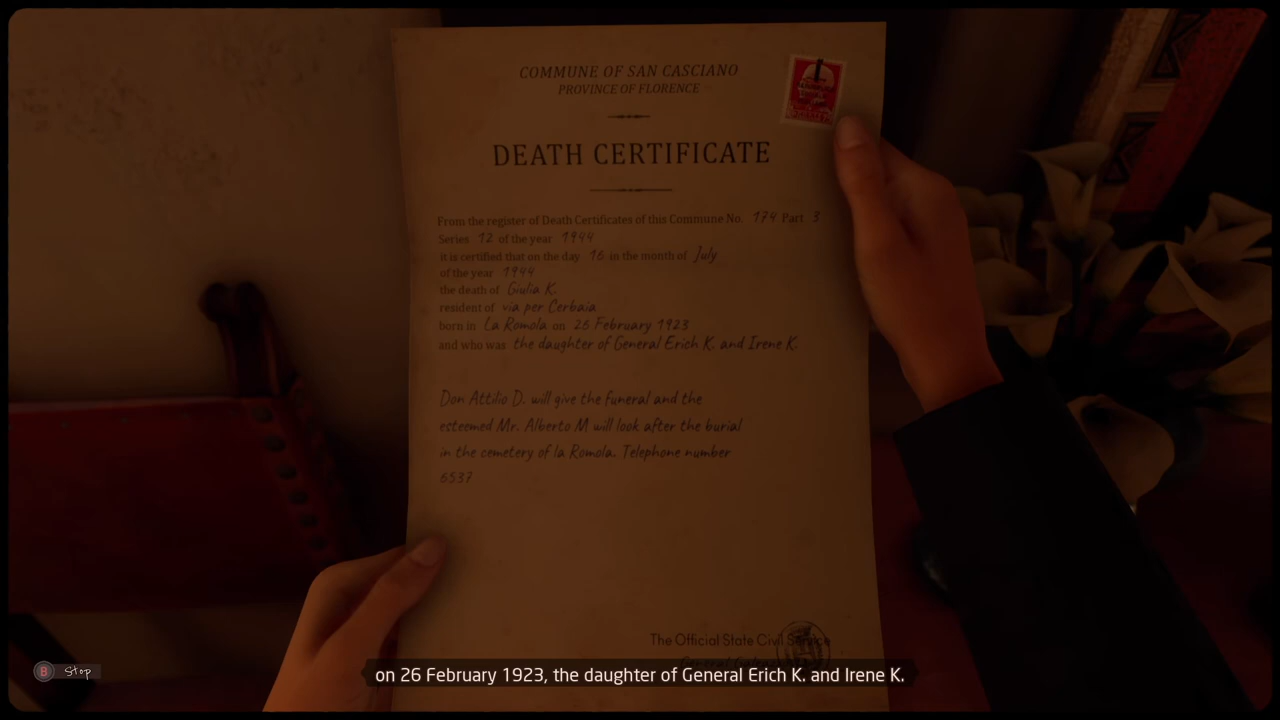 COMMUNE OF SAN CASCIANO
PROVINCE OF FLORENCE
DEATH CERTIFICATE
From the register of Death Certificates of this Commune No. 174 Part 3
Series 12 of the year 1944
it is certified that on the day 16 in the month of July
of the year 1944
the death of Giulia K.
resident of via per Cerbaia
born in La Romola on 26 February 1923
and who was the daughter of General Erich K. and Irene K.
Don Attilio D. will give the funeral and the
esteemed Mr. Alberto M will look after the burial
in the cemetery of la Romola. Telephone number
6537
The Official State Civil Service
B Stop
on 26 February 1923, the daughter of General Erich K. and Irene K.